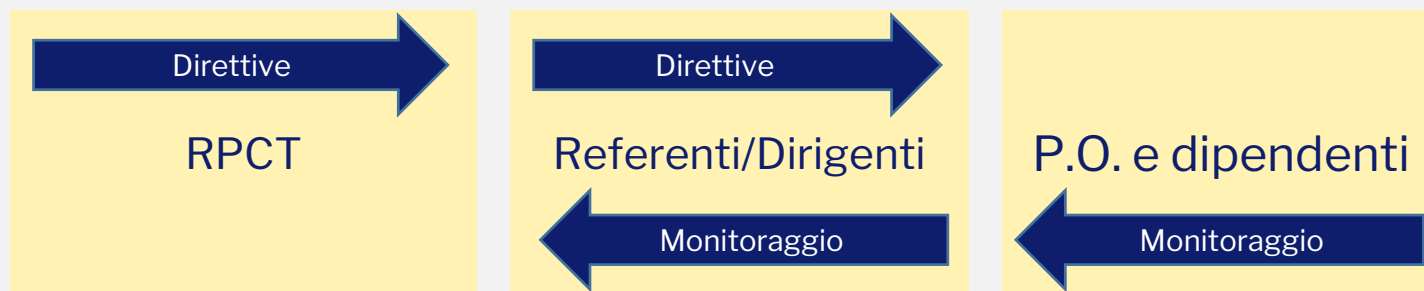 Direttive
RPCT
Direttive
Referenti/Dirigenti
Monitoraggio
P.O. e dipendenti
Monitoraggio